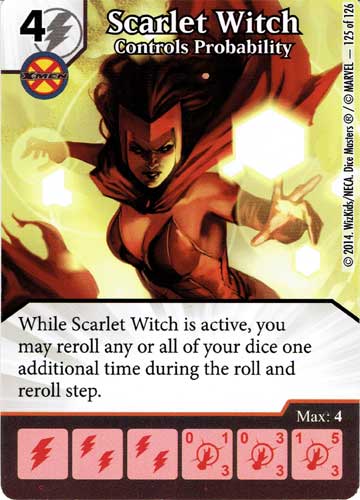 4
Scarlet Witch
Controls Probability
X-MEN
125 of 126
© 2014. WizKids/NECA. Dice Masters ® / © MARVEL —
While Scarlet Witch is active, you
may reroll any or all of your dice one
additional time during the roll and
reroll step.
Max: 4
0 1
3
0 3
3
1 5
3